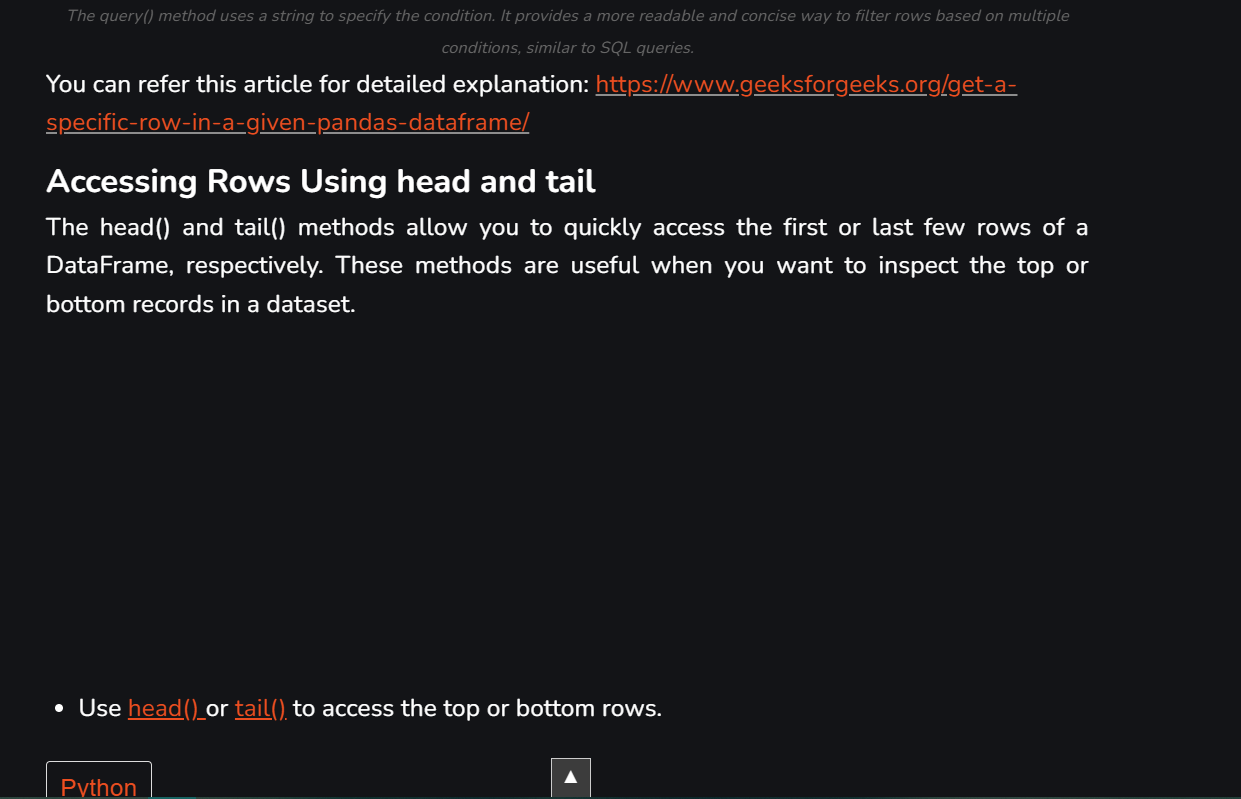 The query() method uses a string to specify the condition. It provides a more readable and concise way to filter rows based on multiple
conditions, similar to SQL queries.
You can refer this article for detailed explanation: https://www.geeksforgeeks.org/get-a-
specific-row-in-a-given-pandas-dataframe/
Accessing Rows Using head and tail
The head() and tail() methods allow you to quickly access the first or last few rows of a
DataFrame, respectively. These methods are useful when you want to inspect the top or
bottom records in a dataset.
• Use head() or tail() to access the top or bottom rows.
Python